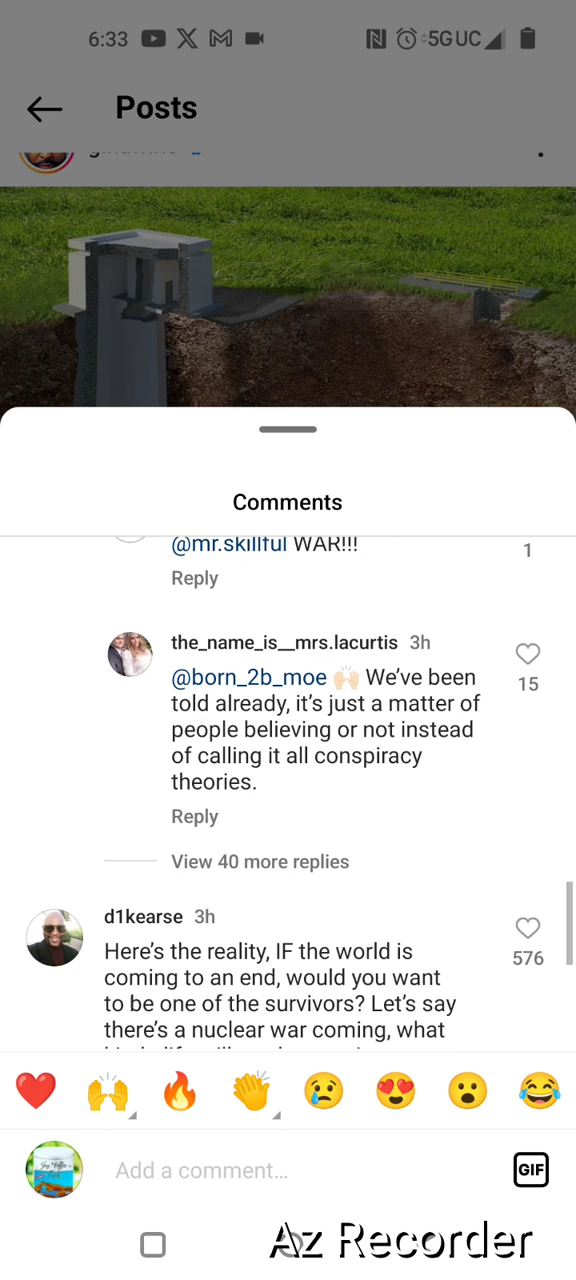 6:33
5G UC
Posts
Comments
@mr.skillful WAR!!!
1
Reply
the_name_is__mrs.lacurtis 3h
@born_2b_moe 🙌🏻 We’ve been
told already, it’s just a matter of
people believing or not instead
of calling it all conspiracy
theories.
15
Reply
View 40 more replies
d1kearse 3h
Here’s the reality, IF the world is
coming to an end, would you want
to be one of the survivors? Let’s say
there’s a nuclear war coming, what
576
Add a comment…
GIF
Az Recorder